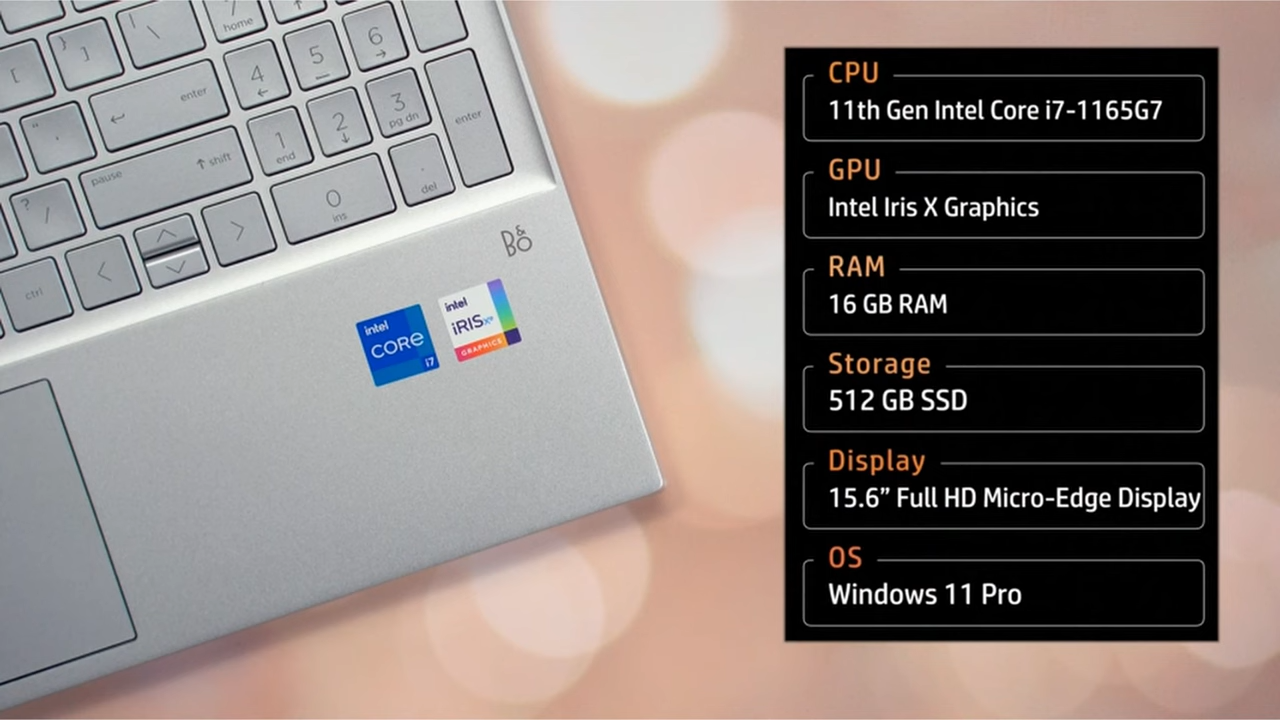 7
home
} ]
| \
[
4
←
5
6
→
enter
↵
" '
1
end
2
↓
3
pg dn
enter
↑ shift
pause
? /
0
ins
.
del
ctrl
<
>
B&O
intel
CORE
i7
intel
iRISxe
GRAPHICS
CPU
11th Gen Intel Core i7-1165G7
GPU
Intel Iris X Graphics
RAM
16 GB RAM
Storage
512 GB SSD
Display
15.6” Full HD Micro-Edge Display
OS
Windows 11 Pro